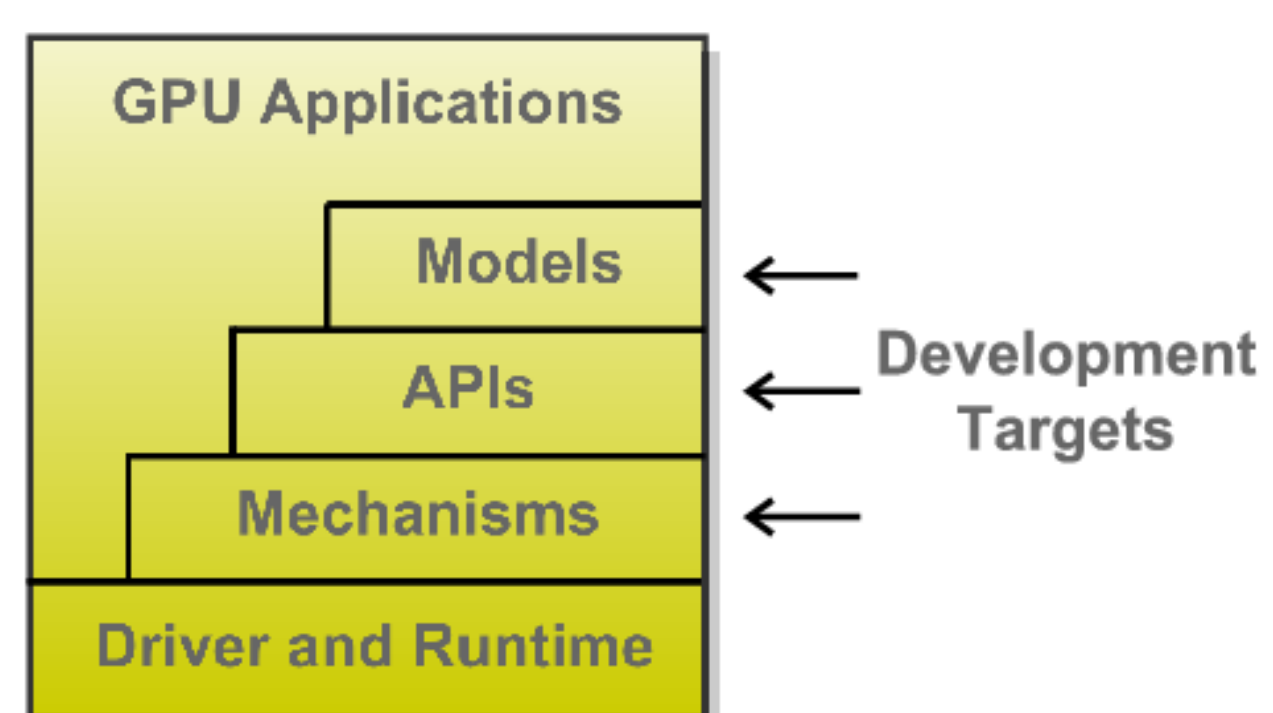 GPU Applications
Models
APIs
Development
Targets
Mechanisms
Driver and Runtime